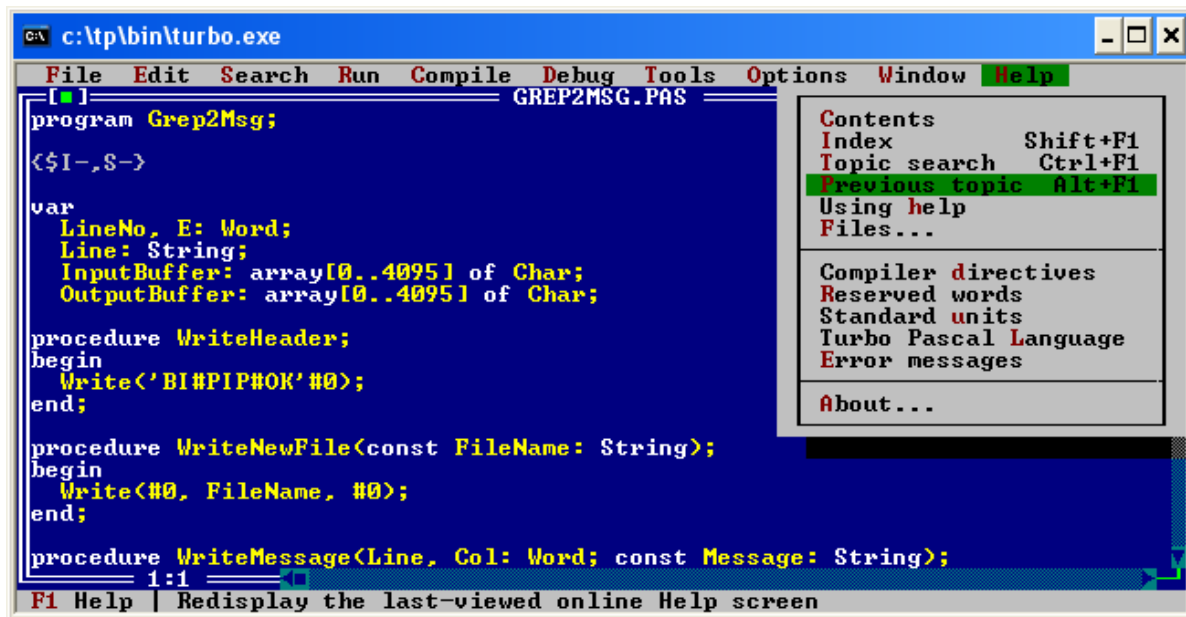 c:\tp\bin\turbo.exe
File Edit Search Run Compile Debug Tools Options Window Help
GREP2MSG.PAS
program Grep2Msg;
{$I-,S-}
var
LineNo, E: Word;
Line: String;
InputBuffer: array[0..4095] of Char;
OutputBuffer: array[0..4095] of Char;
procedure WriteHeader;
begin
Write('BI#PIP#OK'#0);
end;
procedure WriteNewFile(const FileName: String);
begin
Write(#0, FileName, #0);
end;
procedure WriteMessage(Line, Col: Word; const Message: String);
1:1
Contents
Index Shift+F1
Topic search Ctrl+F1
Previous topic Alt+F1
Using help
Files...
Compiler directives
Reserved words
Standard units
Turbo Pascal Language
Error messages
About...
F1 Help | Redisplay the last-viewed online Help screen